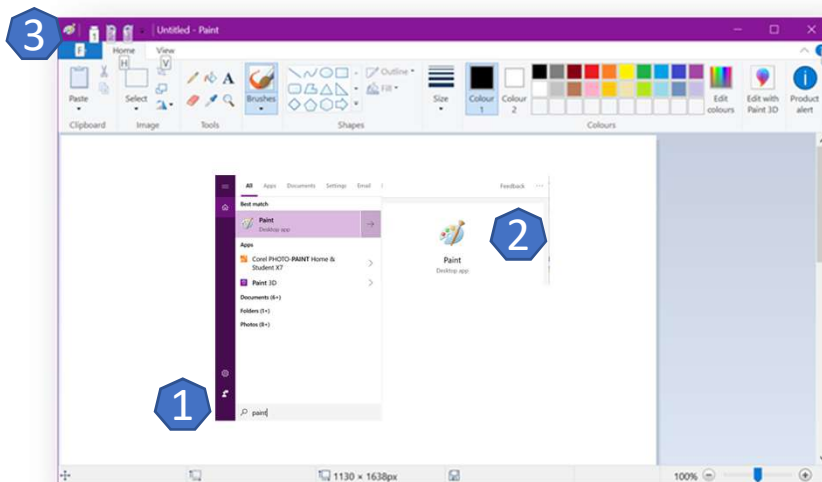 3
Untitled - Paint
F
Home
View
H
V
Paste
Select
Brushes
Outline
Fill
Size
Colour
1
Colour
2
Edit
colours
Edit with
Paint 3D
Product
alert
Clipboard
Image
Tools
Shapes
Colours
All Apps Documents Settings Email
Feedback
Best match
Paint
Desktop app
2
Paint
Desktop app
Apps
Corel PHOTO-PAINT Home &
Student X7
Paint 3D
Documents (6+)
Folders (1+)
Photos (8+)
1
paint
1130 × 1638px
100%